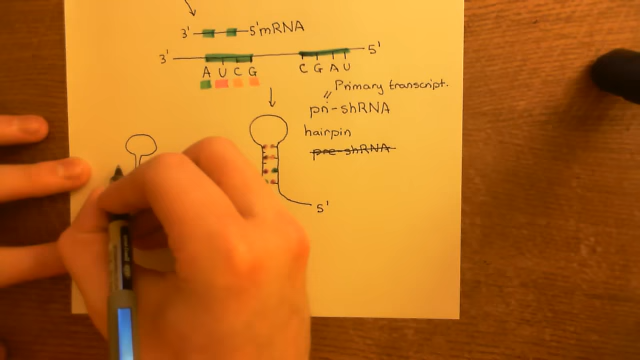 3' 5' mRNA
3' 5'
A U C G C G A U
Primary transcript.
pri-shRNA
hairpin
pre-shRNA
5'